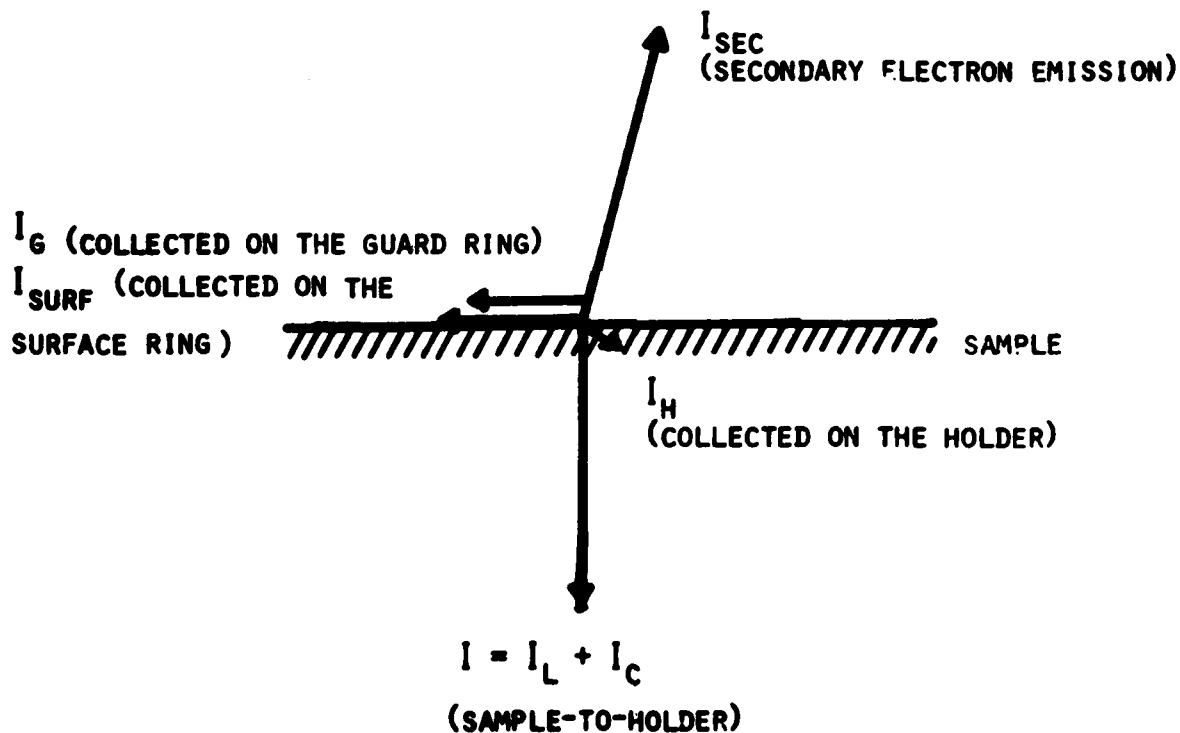 I_SEC
(SECONDARY ELECTRON EMISSION)
I_G (COLLECTED ON THE GUARD RING)
I_SURF (COLLECTED ON THE
SURFACE RING)
SAMPLE
I_H
(COLLECTED ON THE HOLDER)
I = I_L + I_C
(SAMPLE-TO-HOLDER)